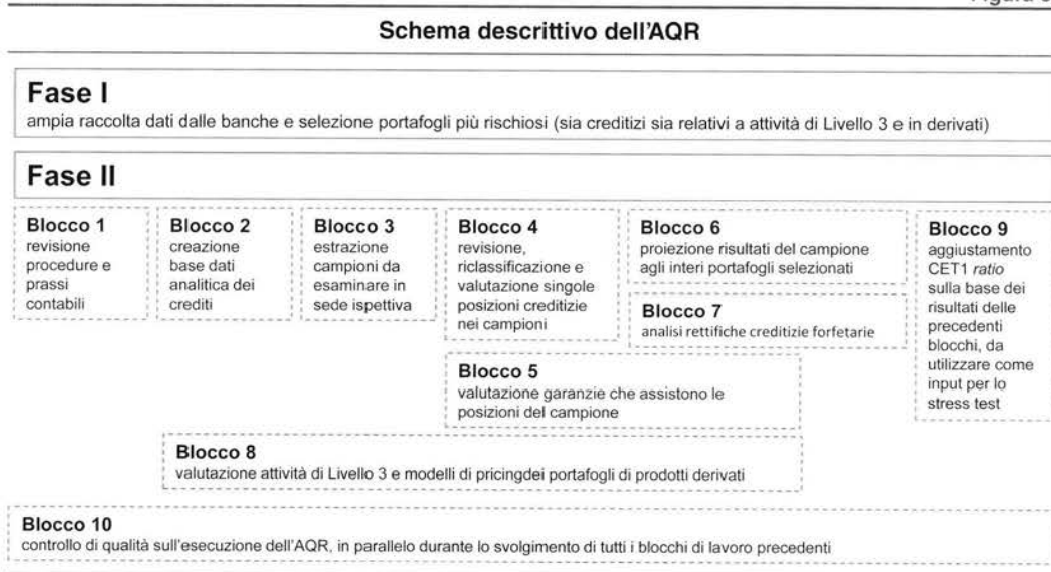 Schema descrittivo dell'AQR
Fase I
ampia raccolta dati dalle banche e selezione portafogli più rischiosi (sia creditizi sia relativi a attività di Livello 3 e in derivati)
Fase II
Blocco 1
revisione
procedure e
prassi
contabili
Blocco 2
creazione
base dati
analitica dei
crediti
Blocco 3
estrazione
campioni da
esaminare in
sede ispettiva
Blocco 4
revisione,
riclassificazione e
valutazione singole
posizioni creditizie
nei campioni
Blocco 6
proiezione risultati del campione
agli interi portafogli selezionati
Blocco 7
analisi rettifiche creditizie forfetarie
Blocco 9
aggiustamento
CET1 ratio
sulla base dei
risultati delle
precedenti
blocchi, da
utilizzare come
input per lo
stress test
Blocco 5
valutazione garanzie che assistono le
posizioni del campione
Blocco 8
valutazione attività di Livello 3 e modelli di pricingdei portafogli di prodotti derivati
Blocco 10
controllo di qualità sull'esecuzione dell'AQR, in parallelo durante lo svolgimento di tutti i blocchi di lavoro precedenti